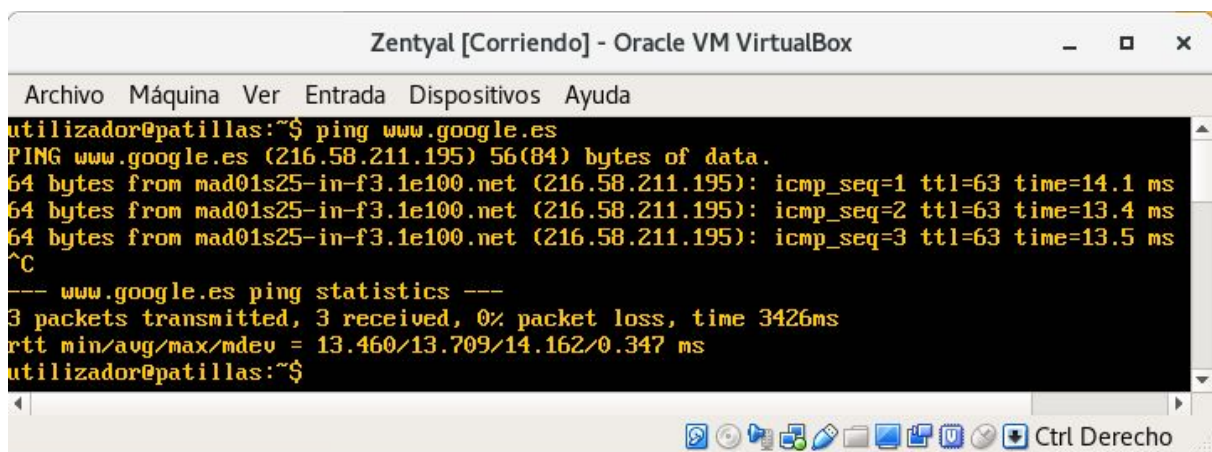 Zentyal [Corriendo] - Oracle VM VirtualBox
Archivo Máquina Ver Entrada Dispositivos Ayuda
utilizador@patillas:~$ ping www.google.es
PING www.google.es (216.58.211.195) 56(84) bytes of data.
64 bytes from mad01s25-in-f3.1e100.net (216.58.211.195): icmp_seq=1 ttl=63 time=14.1 ms
64 bytes from mad01s25-in-f3.1e100.net (216.58.211.195): icmp_seq=2 ttl=63 time=13.4 ms
64 bytes from mad01s25-in-f3.1e100.net (216.58.211.195): icmp_seq=3 ttl=63 time=13.5 ms
^C
--- www.google.es ping statistics ---
3 packets transmitted, 3 received, 0% packet loss, time 3426ms
rtt min/avg/max/mdev = 13.460/13.709/14.162/0.347 ms
utilizador@patillas:~$
Ctrl Derecho